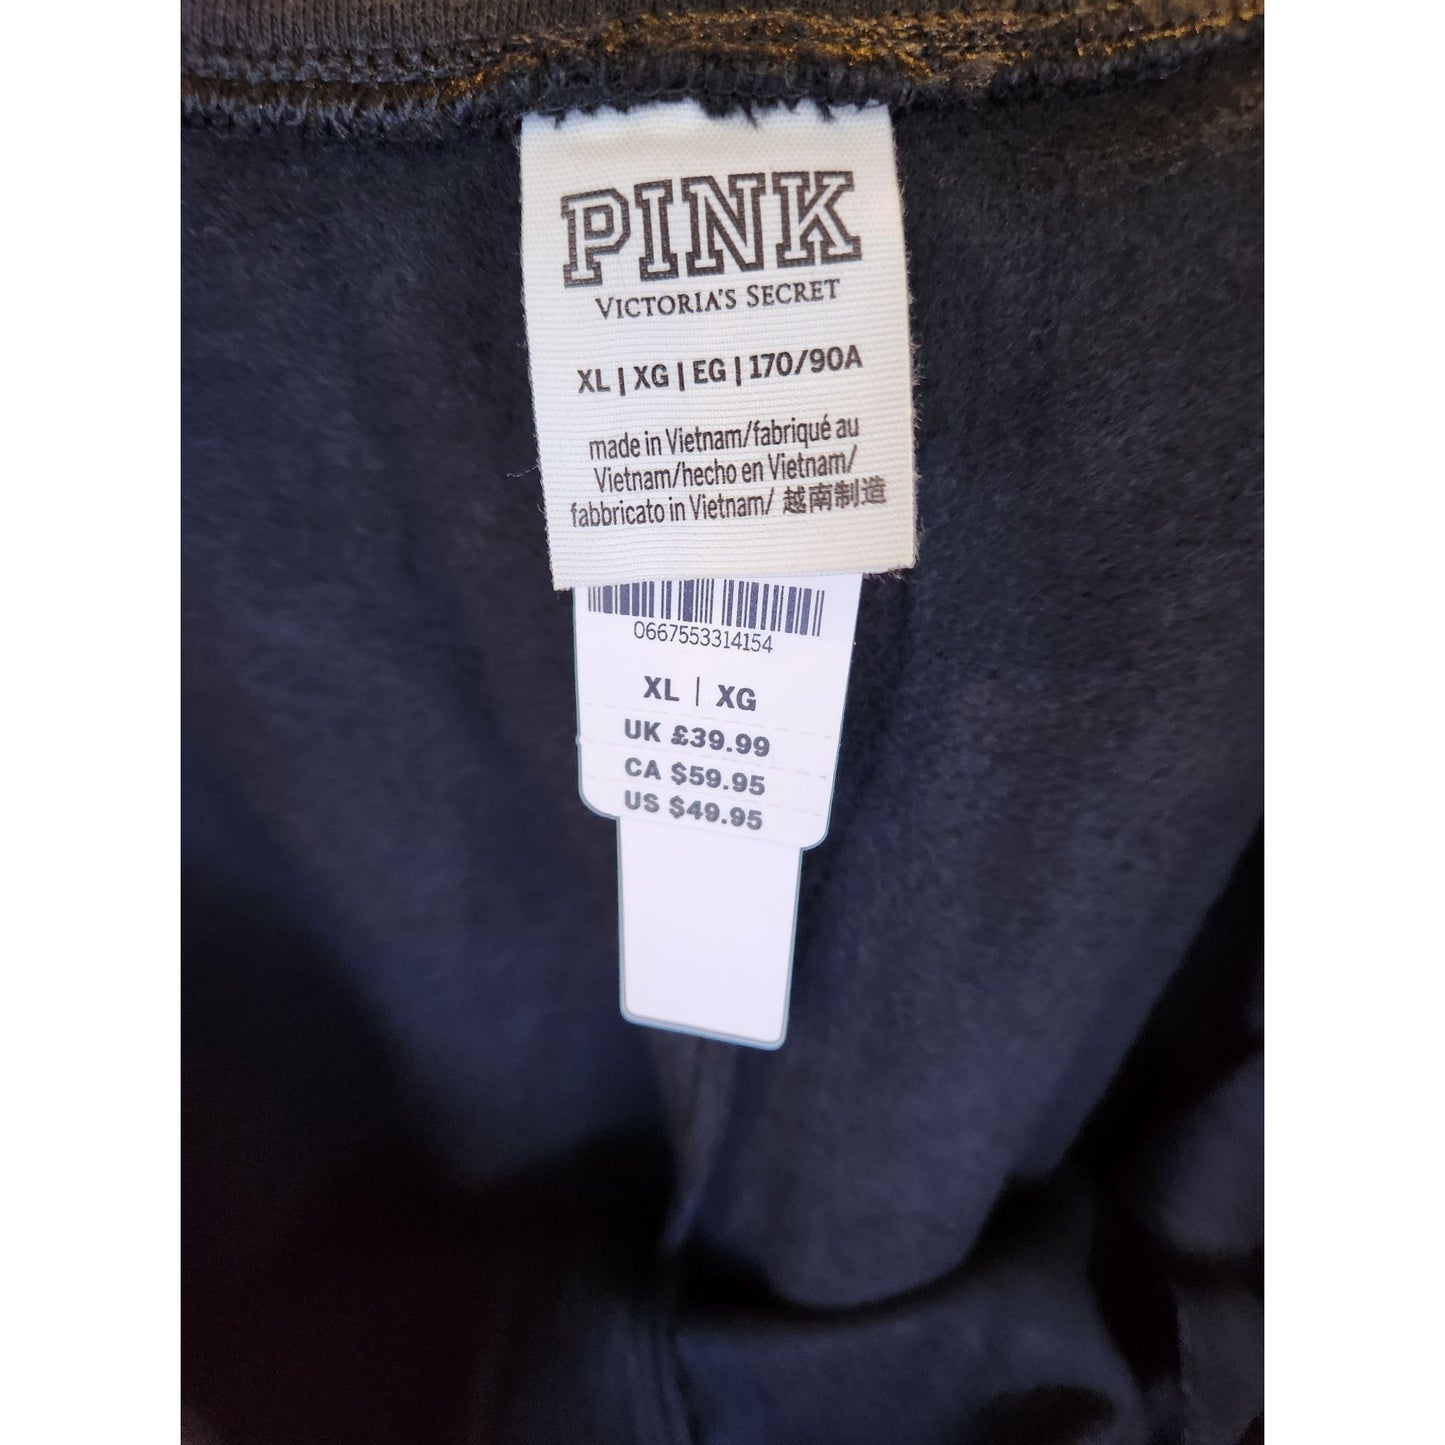 PINK
VICTORIA'S SECRET
XL | XG | EG | 170/90A
made in Vietnam/fabriqué au
Vietnam/hecho en Vietnam/
fabbricato in Vietnam/ 越南制造
0667553314154
XL | XG
UK £39.99
CA $59.95
US $49.95